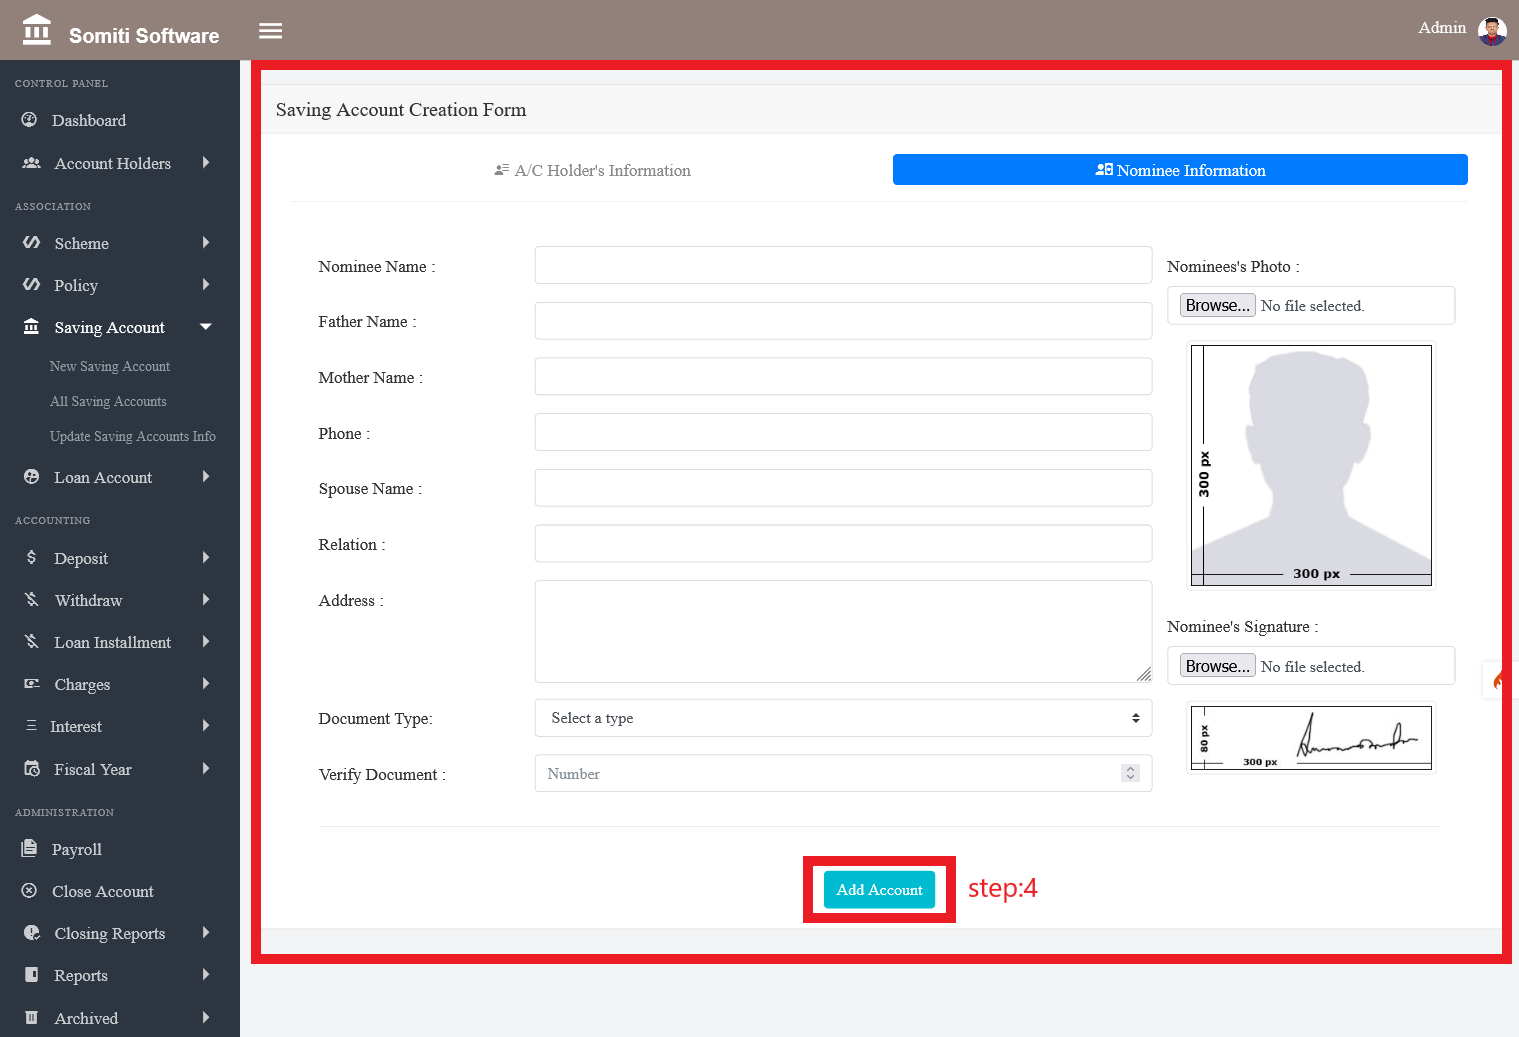 Somiti Software
Admin
CONTROL PANEL
Dashboard
Account Holders
ASSOCIATION
Scheme
Policy
Saving Account
New Saving Account
All Saving Accounts
Update Saving Accounts Info
Loan Account
ACCOUNTING
Deposit
Withdraw
Loan Installment
Charges
Interest
Fiscal Year
ADMINISTRATION
Payroll
Close Account
Closing Reports
Reports
Archived
Saving Account Creation Form
A/C Holder's Information
Nominee Information
Nominee Name :
Father Name :
Mother Name :
Phone :
Spouse Name :
Relation :
Address :
Document Type:
Select a type
Verify Document :
Number
Nominees's Photo :
Browse... No file selected.
300 px
300 px
Nominee's Signature :
Browse... No file selected.
80 px
300 px
Add Account
step:4